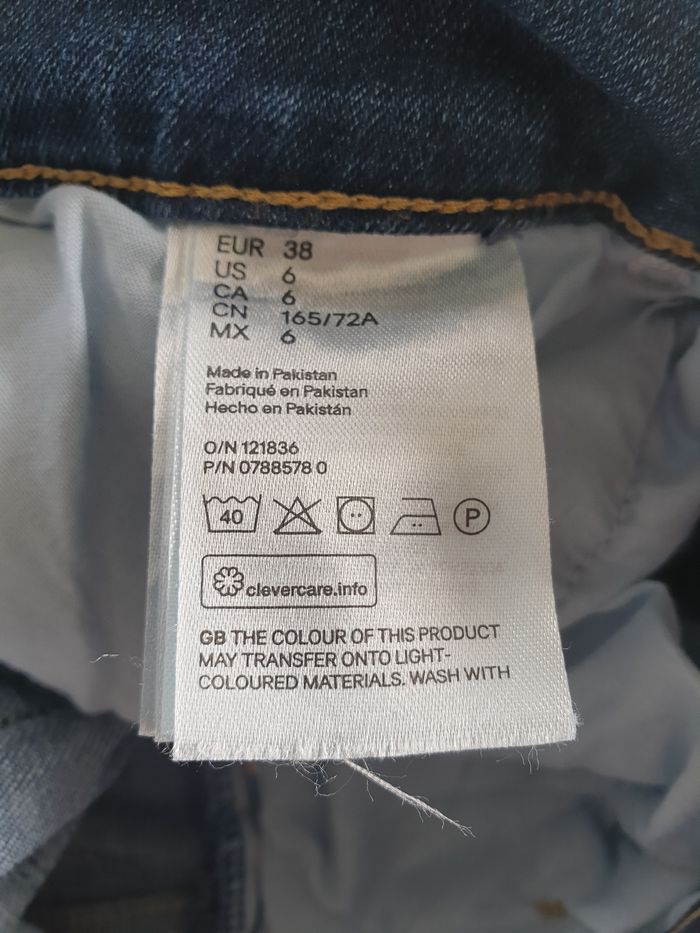 EUR 38
US 6
CA 6
CN 165/72A
MX 6
Made in Pakistan
Fabriqué en Pakistan
Hecho en Pakistán
O/N 121836
P/N 0788578 0
40 P
clevercare.info
GB THE COLOUR OF THIS PRODUCT
MAY TRANSFER ONTO LIGHT-
COLOURED MATERIALS. WASH WITH